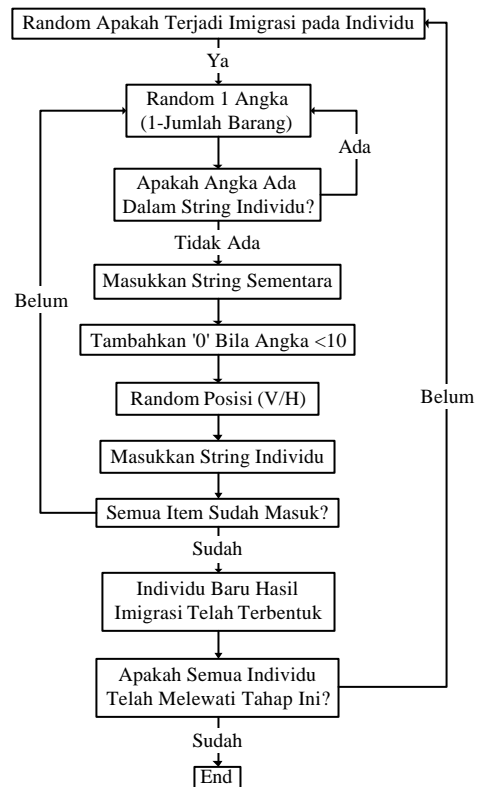 Random Apakah Terjadi Imigrasi pada Individu
Ya
Random 1 Angka
(1-Jumlah Barang)
Ada
Apakah Angka Ada
Dalam String Individu?
Tidak Ada
Masukkan String Sementara
Belum
Tambahkan '0' Bila Angka <10
Random Posisi (V/H)
Belum
Masukkan String Individu
Semua Item Sudah Masuk?
Sudah
Individu Baru Hasil
Imigrasi Telah Terbentuk
Apakah Semua Individu
Telah Melewati Tahap Ini?
Sudah
End